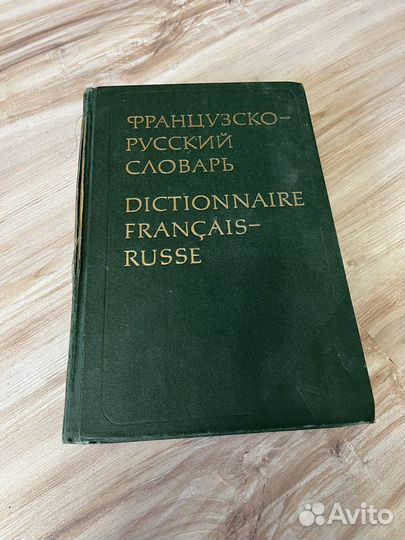 ФРАНЦУЗСКО-
РУССКИЙ
СЛОВАРЬ
DICTIONNAIRE
FRANÇAIS-
RUSSE
Avito